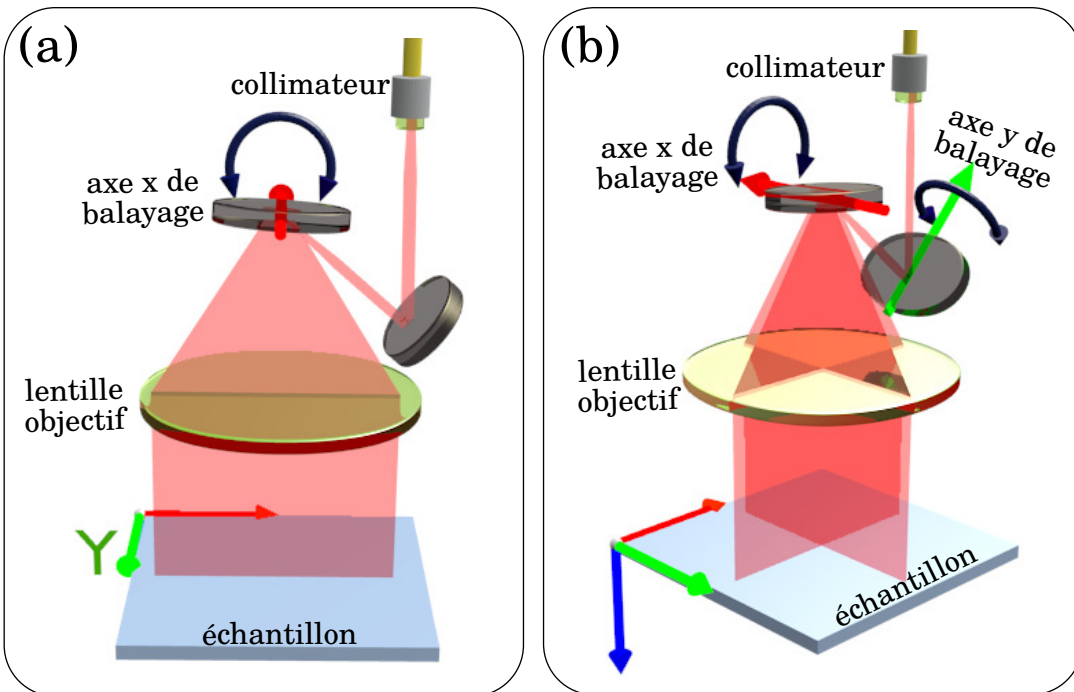 (a)
collimateur
axe x de
balayage
lentille
objectif
Y
échantillon
(b)
collimateur
axe x de
balayage
axe y de
balayage
lentille
objectif
échantillon